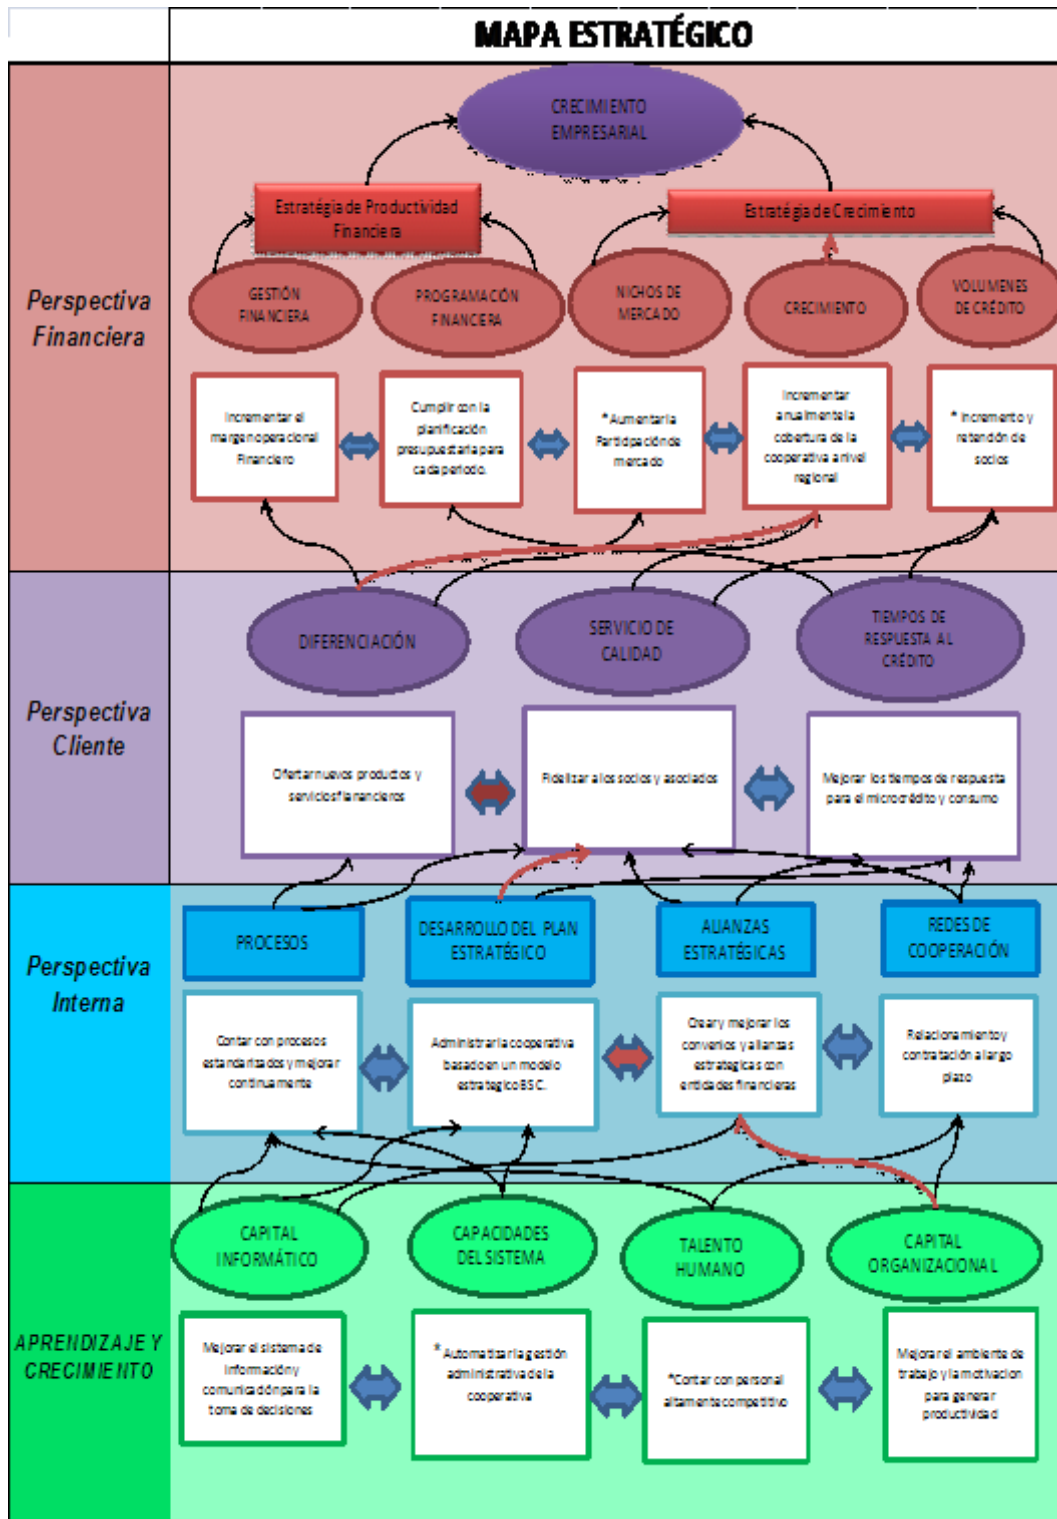 MAPA ESTRATÉGICO
CRECIMIENTO
EMPRESARIAL
Estratégia de Productividad
Financiera
Estratégia de Crecimiento
Perspectiva
Financiera
GESTIÓN
FINANCIERA
PROGRAMACIÓN
FINANCIERA
NICHOS DE
MERCADO
CRECIMIENTO
VOLUMENES
DE CRÉDITO
Incrementar el
margen operacional
Financiero
Cumplir con la
planificación
presupuestaria para
cada periodo.
* Aumentar la
Participación de
mercado
Incrementar
anualmente la
cobertura de la
cooperativa a nivel
regional
* Incremento y
retención de
socios
Perspectiva
Cliente
DIFERENCIACIÓN
SERVICIO DE
CALIDAD
TIEMPOS DE
RESPUESTA AL
CRÉDITO
Ofertar nuevos productos y
servicios finanancieros
Fidelizar a los socios y asociados
Mejorar los tiempos de respuesta
para el microcrédito y consumo
Perspectiva
Interna
PROCESOS
DESARROLLO DEL PLAN
ESTRATÉGICO
ALIANZAS
ESTRATÉGICAS
REDES DE
COOPERACIÓN
Contar con procesos
estandarizados y mejorar
continuamente
Administrar la cooperativa
basado en un modelo
estrategico BSC.
Crear y mejorar los
convenios y alianzas
estrategicas con
entidades financieras
Relacionamiento y
contratación a largo
plazo
APRENDIZAJE Y
CRECIMIENTO
CAPITAL
INFORMÁTICO
CAPACIDADES
DEL SISTEMA
TALENTO
HUMANO
CAPITAL
ORGANIZACIONAL
Mejorar el sistema de
información y
comunicación para la
toma de decisiones
* Automatizar la gestión
administrativa de la
cooperativa
*Contar con personal
altamente competitivo
Mejorar el ambiente de
trabajo y la motivacion
para generar
productividad